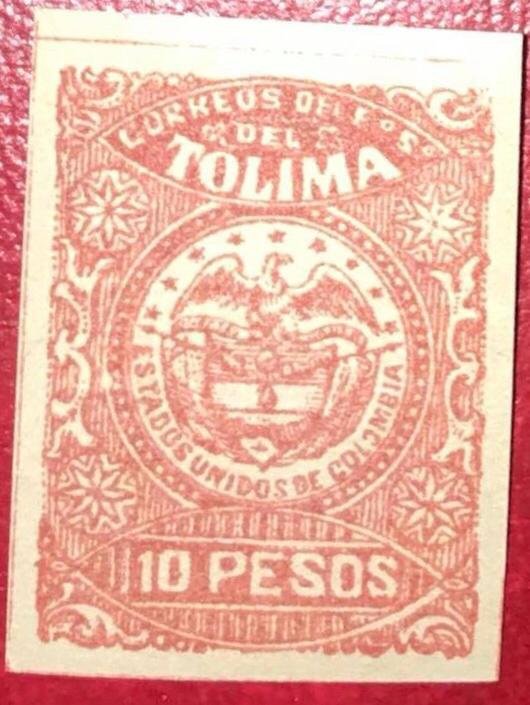 CORREOS DEL E.o S.o
DEL
TOLIMA
ESTADOS UNIDOS DE COLOMBIA
10 PESOS